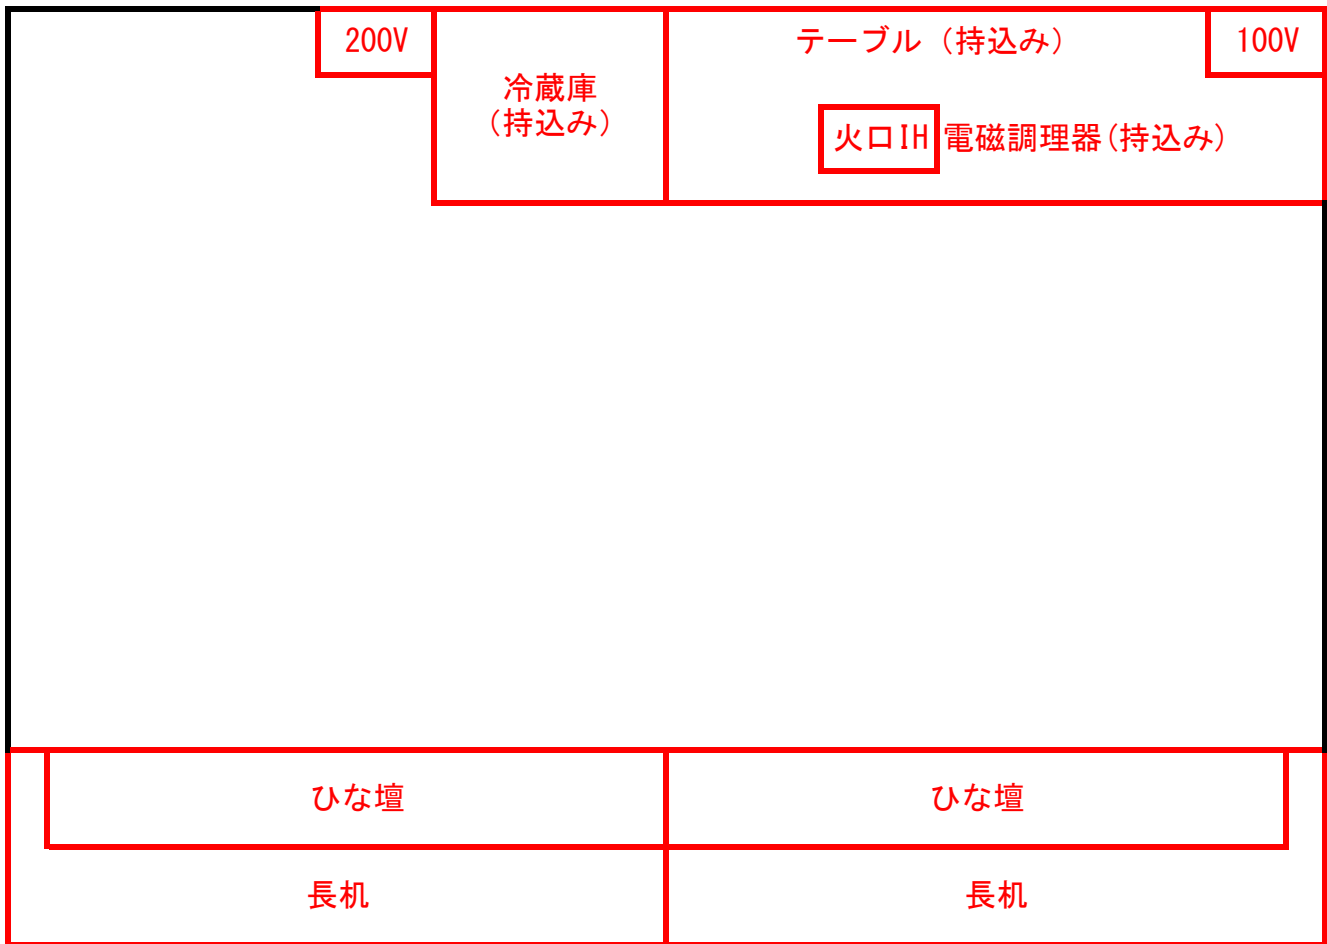 200V
冷蔵庫
(持込み)
テーブル（持込み）
100V
火口IH
電磁調理器(持込み)
ひな壇
ひな壇
長机
長机